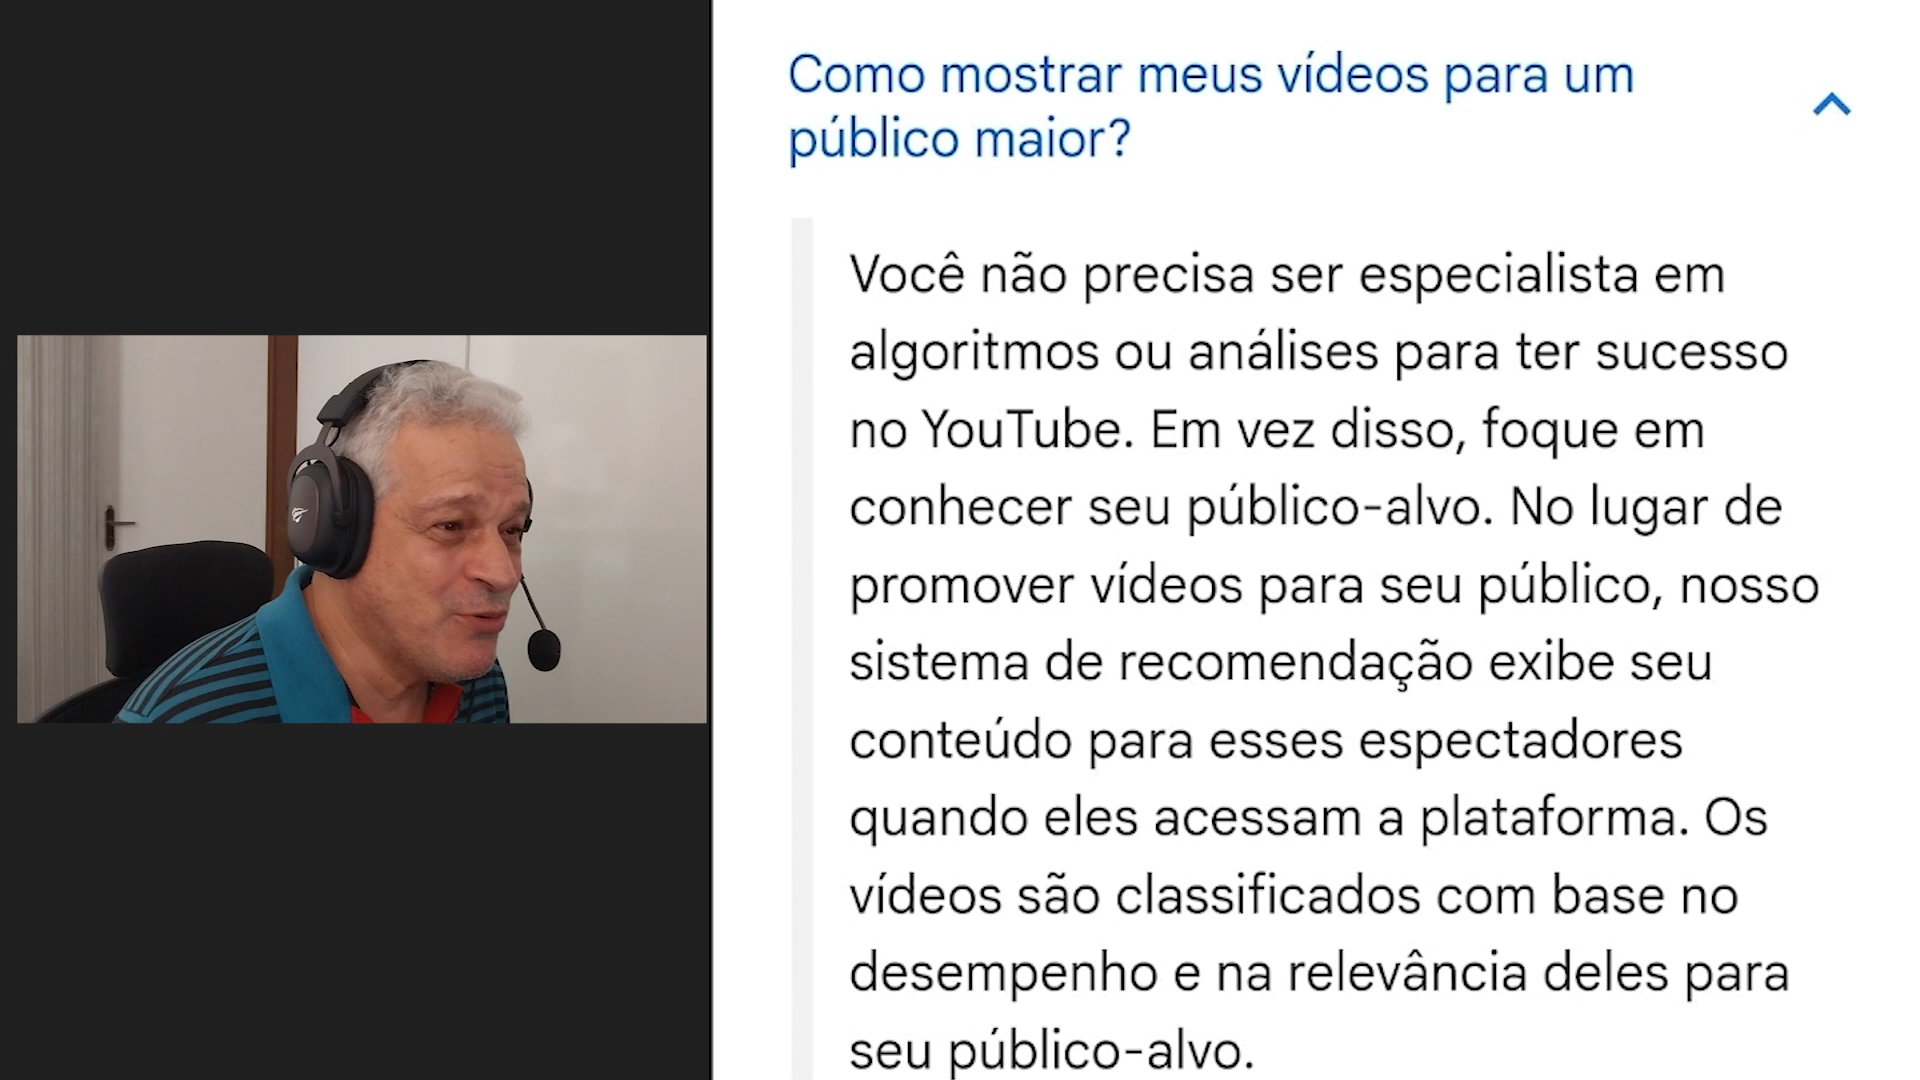 Como mostrar meus vídeos para um
público maior?
Você não precisa ser especialista em
algoritmos ou análises para ter sucesso
no YouTube. Em vez disso, foque em
conhecer seu público-alvo. No lugar de
promover vídeos para seu público, nosso
sistema de recomendação exibe seu
conteúdo para esses espectadores
quando eles acessam a plataforma. Os
vídeos são classificados com base no
desempenho e na relevância deles para
seu público-alvo.